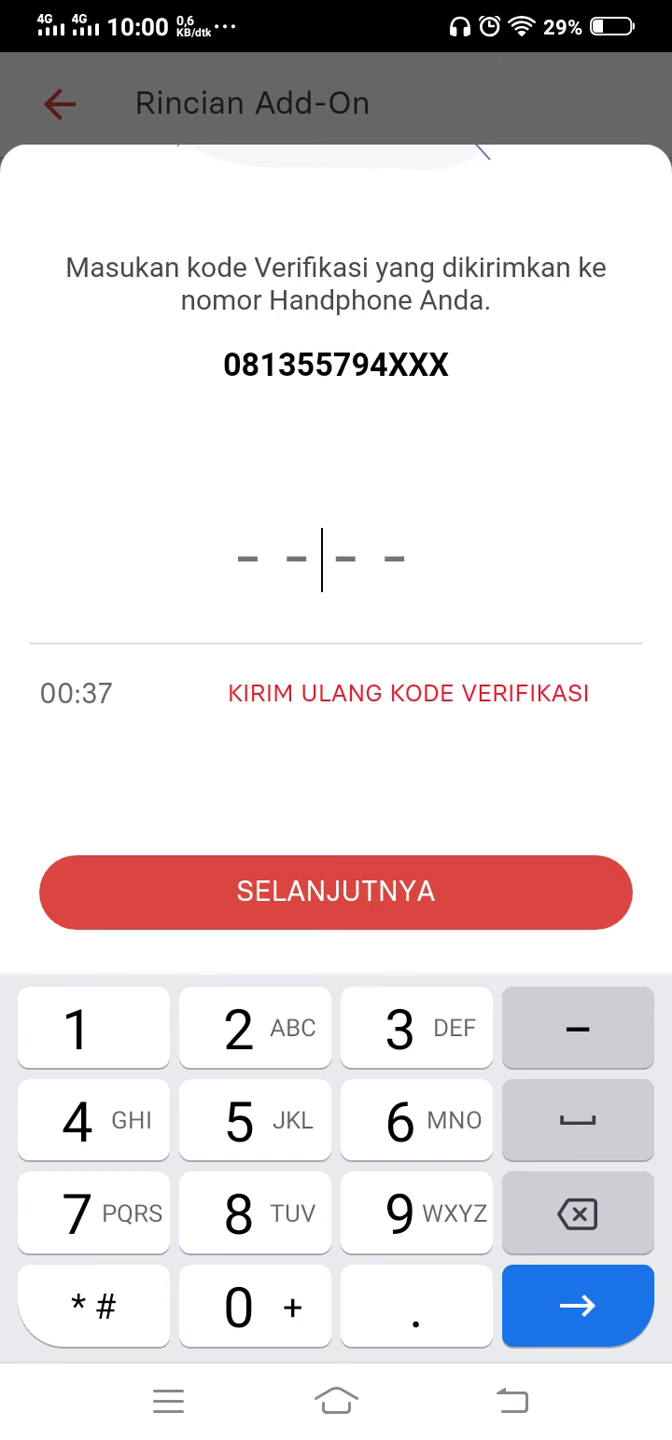 4G 4G 10:00 0,6 KB/dtk ... 29%
Rincian Add-On
Masukan kode Verifikasi yang dikirimkan ke
nomor Handphone Anda.
081355794XXX
- - - -
00:37 KIRIM ULANG KODE VERIFIKASI
SELANJUTNYA
1 2 ABC 3 DEF -
4 GHI 5 JKL 6 MNO
7 PQRS 8 TUV 9 WXYZ
* # 0 + .